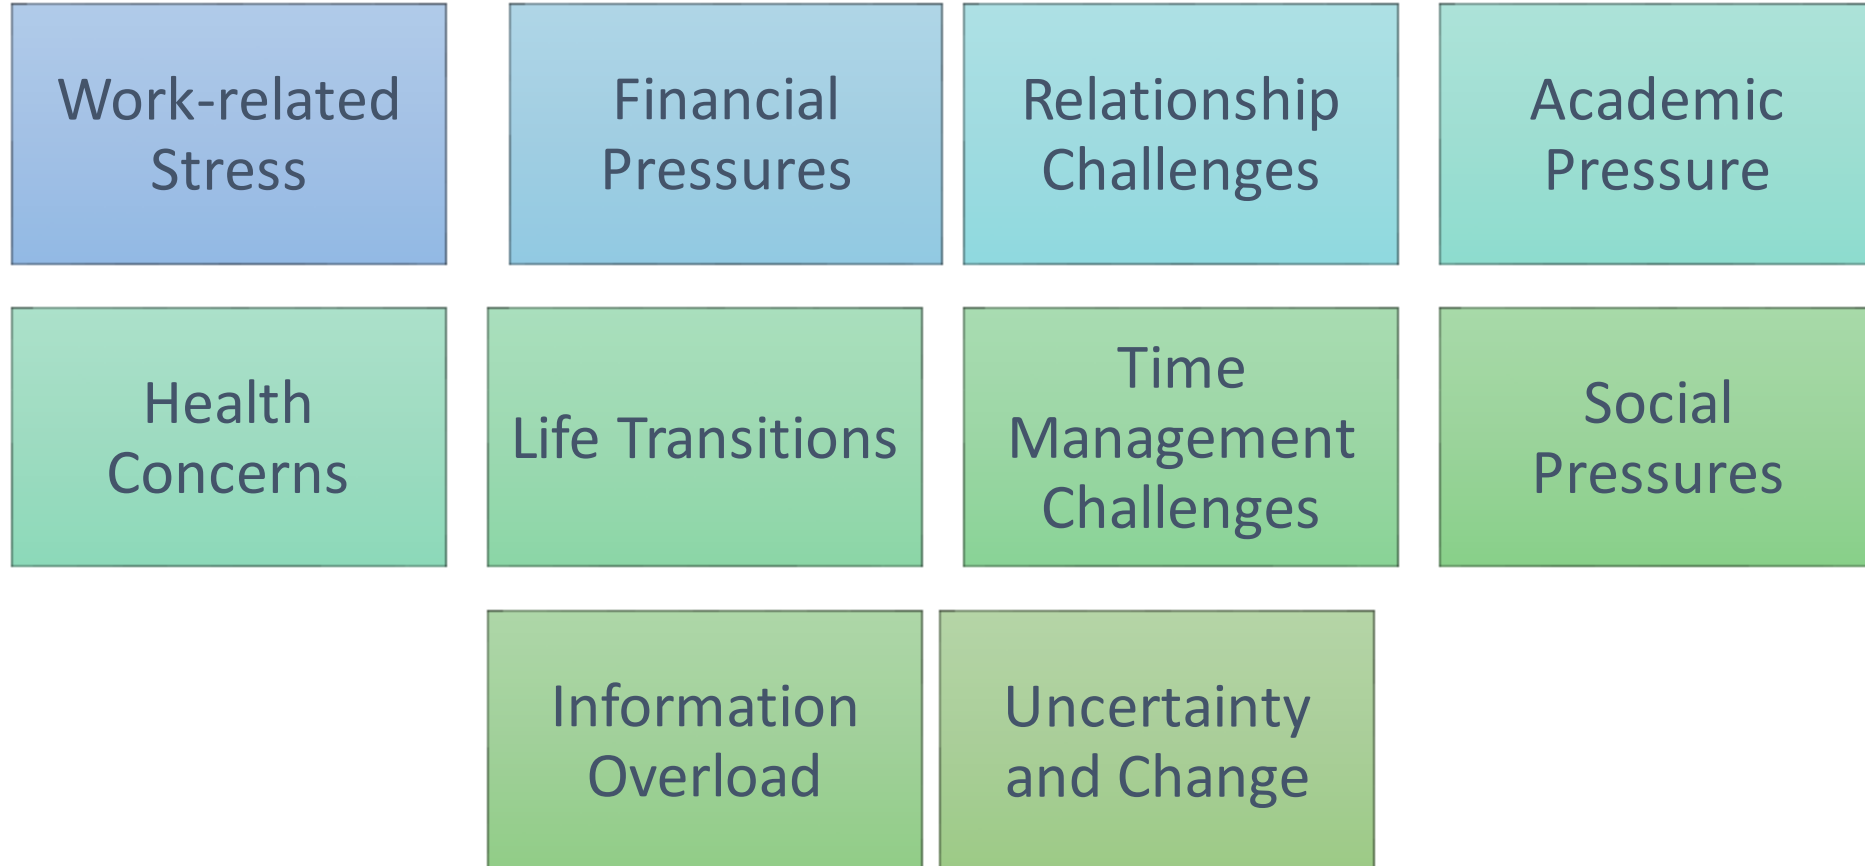 Work-related
Stress
Financial
Pressures
Relationship
Challenges
Academic
Pressure
Health
Concerns
Life Transitions
Time
Management
Challenges
Social
Pressures
Information
Overload
Uncertainty
and Change